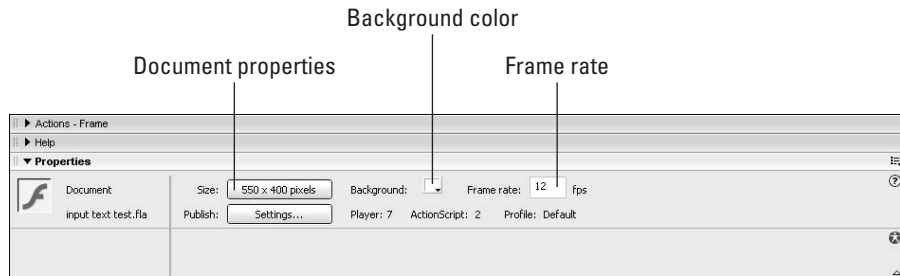 Background color
Document properties
Frame rate
Actions - Frame
Help
Properties
Document
Size: 550 x 400 pixels Background: Frame rate: 12 fps
input text test.fla
Publish: Settings... Player: 7 ActionScript: 2 Profile: Default